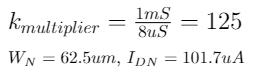 k_{multiplier} = \frac{1mS}{8uS} = 125
W_N = 62.5um, I_{DN} = 101.7uA